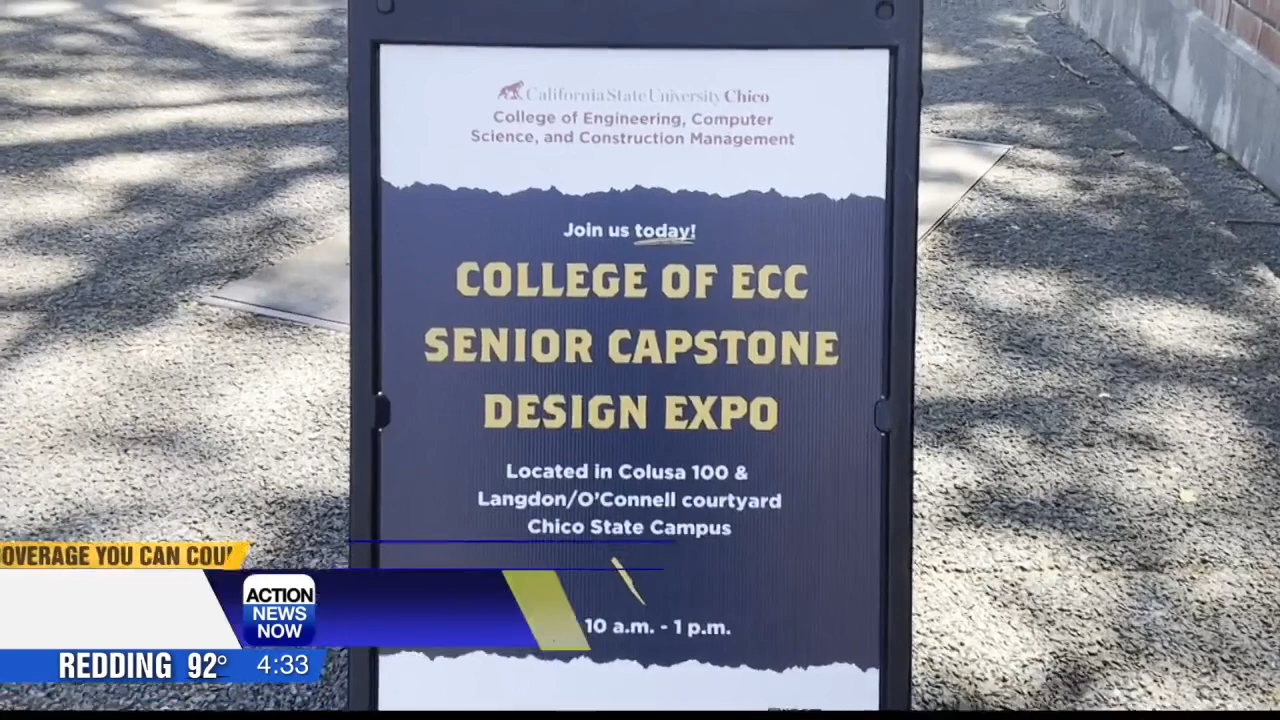 California State University Chico
College of Engineering, Computer
Science, and Construction Management
Join us today!
COLLEGE OF ECC
SENIOR CAPSTONE
DESIGN EXPO
Located in Colusa 100 &
Langdon/O'Connell courtyard
Chico State Campus
10 a.m. - 1 p.m.
OVERAGE YOU CAN COU
ACTION
NEWS
NOW
REDDING 92° 4:33